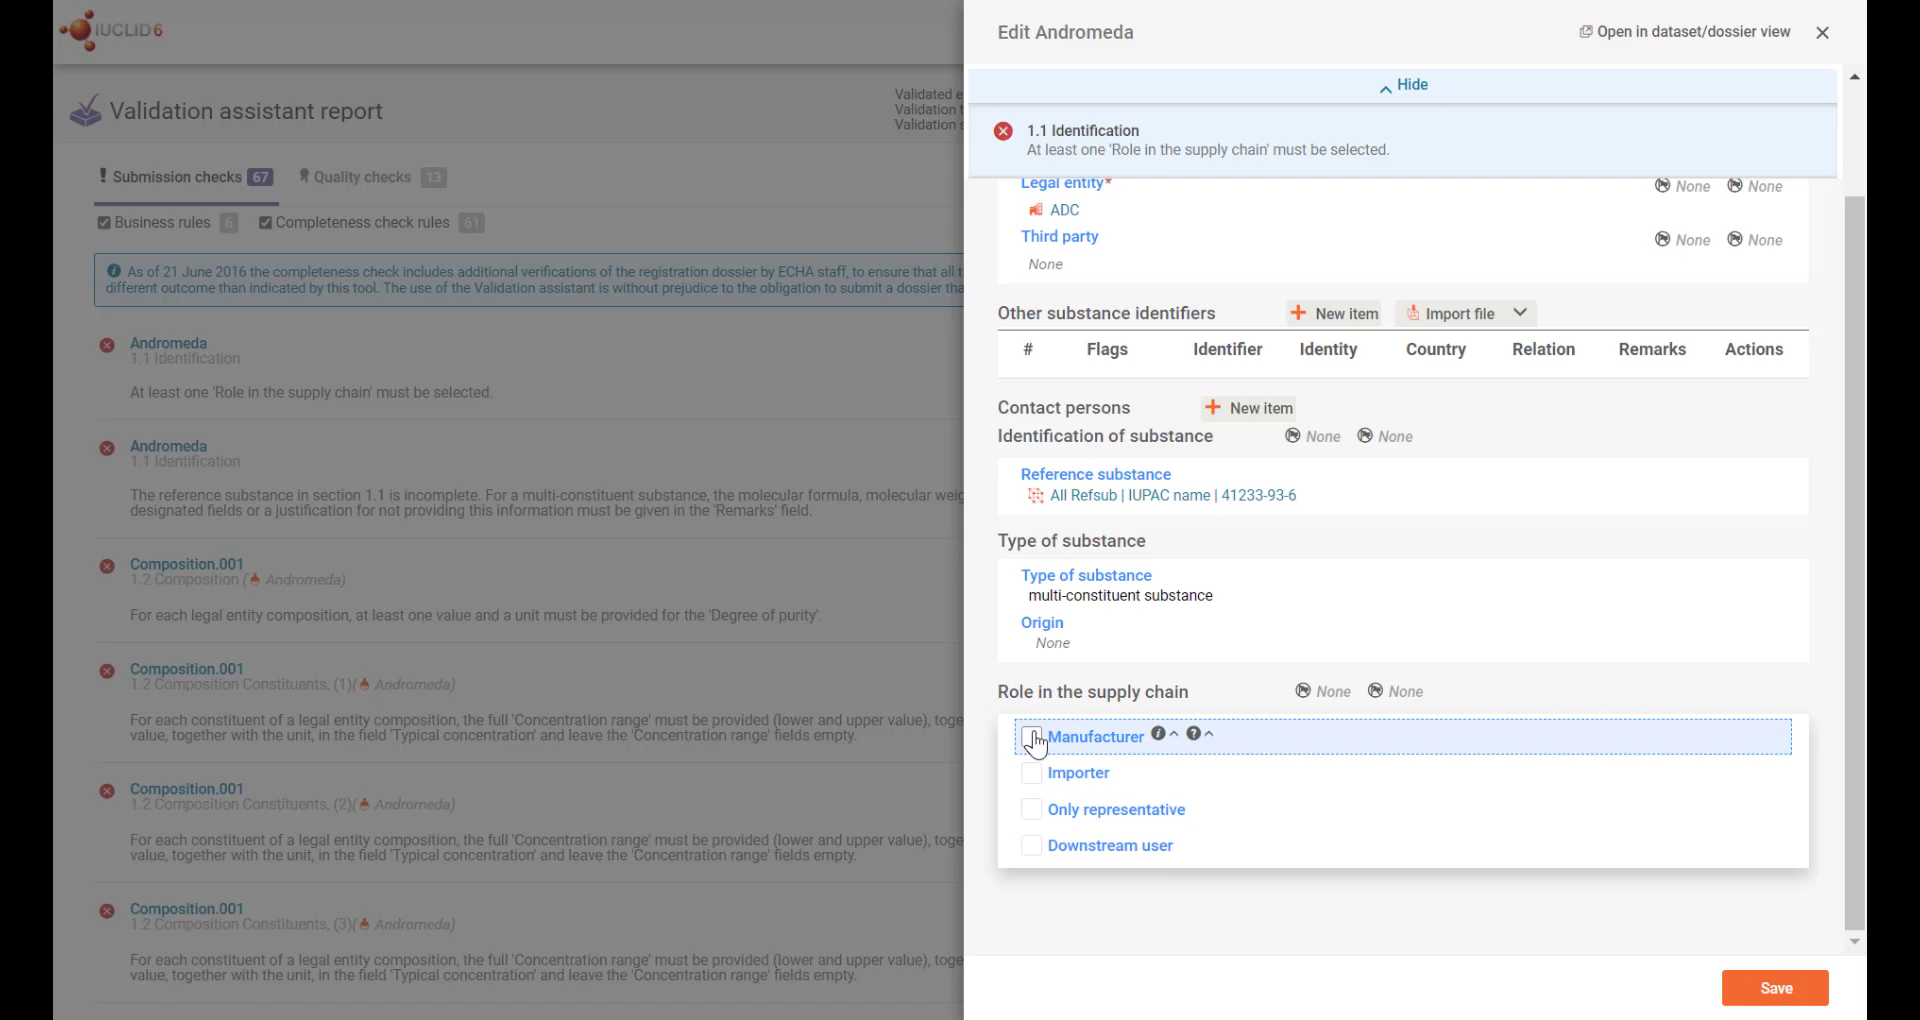 IUCLID 6
Validation assistant report
Validated e
Validation t
Validation s
Submission checks 67
Quality checks 13
Business rules 6
Completeness check rules 61
As of 21 June 2016 the completeness check includes additional verifications of the registration dossier by ECHA staff, to ensure that all t
different outcome than indicated by this tool. The use of the Validation assistant is without prejudice to the obligation to submit a dossier tha
Andromeda
1.1 Identification
At least one 'Role in the supply chain' must be selected.
Andromeda
1.1 Identification
The reference substance in section 1.1 is incomplete. For a multi-constituent substance, the molecular formula, molecular weig
designated fields or a justification for not providing this information must be given in the 'Remarks' field.
Composition.001
1.2 Composition ( Andromeda)
For each legal entity composition, at least one value and a unit must be provided for the 'Degree of purity'.
Composition.001
1.2 Composition Constituents, (1)( Andromeda)
For each constituent of a legal entity composition, the full 'Concentration range' must be provided (lower and upper value), toge
value, together with the unit, in the field 'Typical concentration' and leave the 'Concentration range' fields empty.
Composition.001
1.2 Composition Constituents, (2)( Andromeda)
For each constituent of a legal entity composition, the full 'Concentration range' must be provided (lower and upper value), toge
value, together with the unit, in the field 'Typical concentration' and leave the 'Concentration range' fields empty.
Composition.001
1.2 Composition Constituents, (3)( Andromeda)
For each constituent of a legal entity composition, the full 'Concentration range' must be provided (lower and upper value), toge
value, together with the unit, in the field 'Typical concentration' and leave the 'Concentration range' fields empty.
Edit Andromeda
Open in dataset/dossier view
Hide
1.1 Identification
At least one 'Role in the supply chain' must be selected.
Legal entity*
None None
ADC
Third party
None None
None
Other substance identifiers
New item
Import file
# Flags Identifier Identity Country Relation Remarks Actions
Contact persons
New item
Identification of substance
None None
Reference substance
All Refsub | IUPAC name | 41233-93-6
Type of substance
Type of substance
multi-constituent substance
Origin
None
Role in the supply chain
None None
Manufacturer
Importer
Only representative
Downstream user
Save